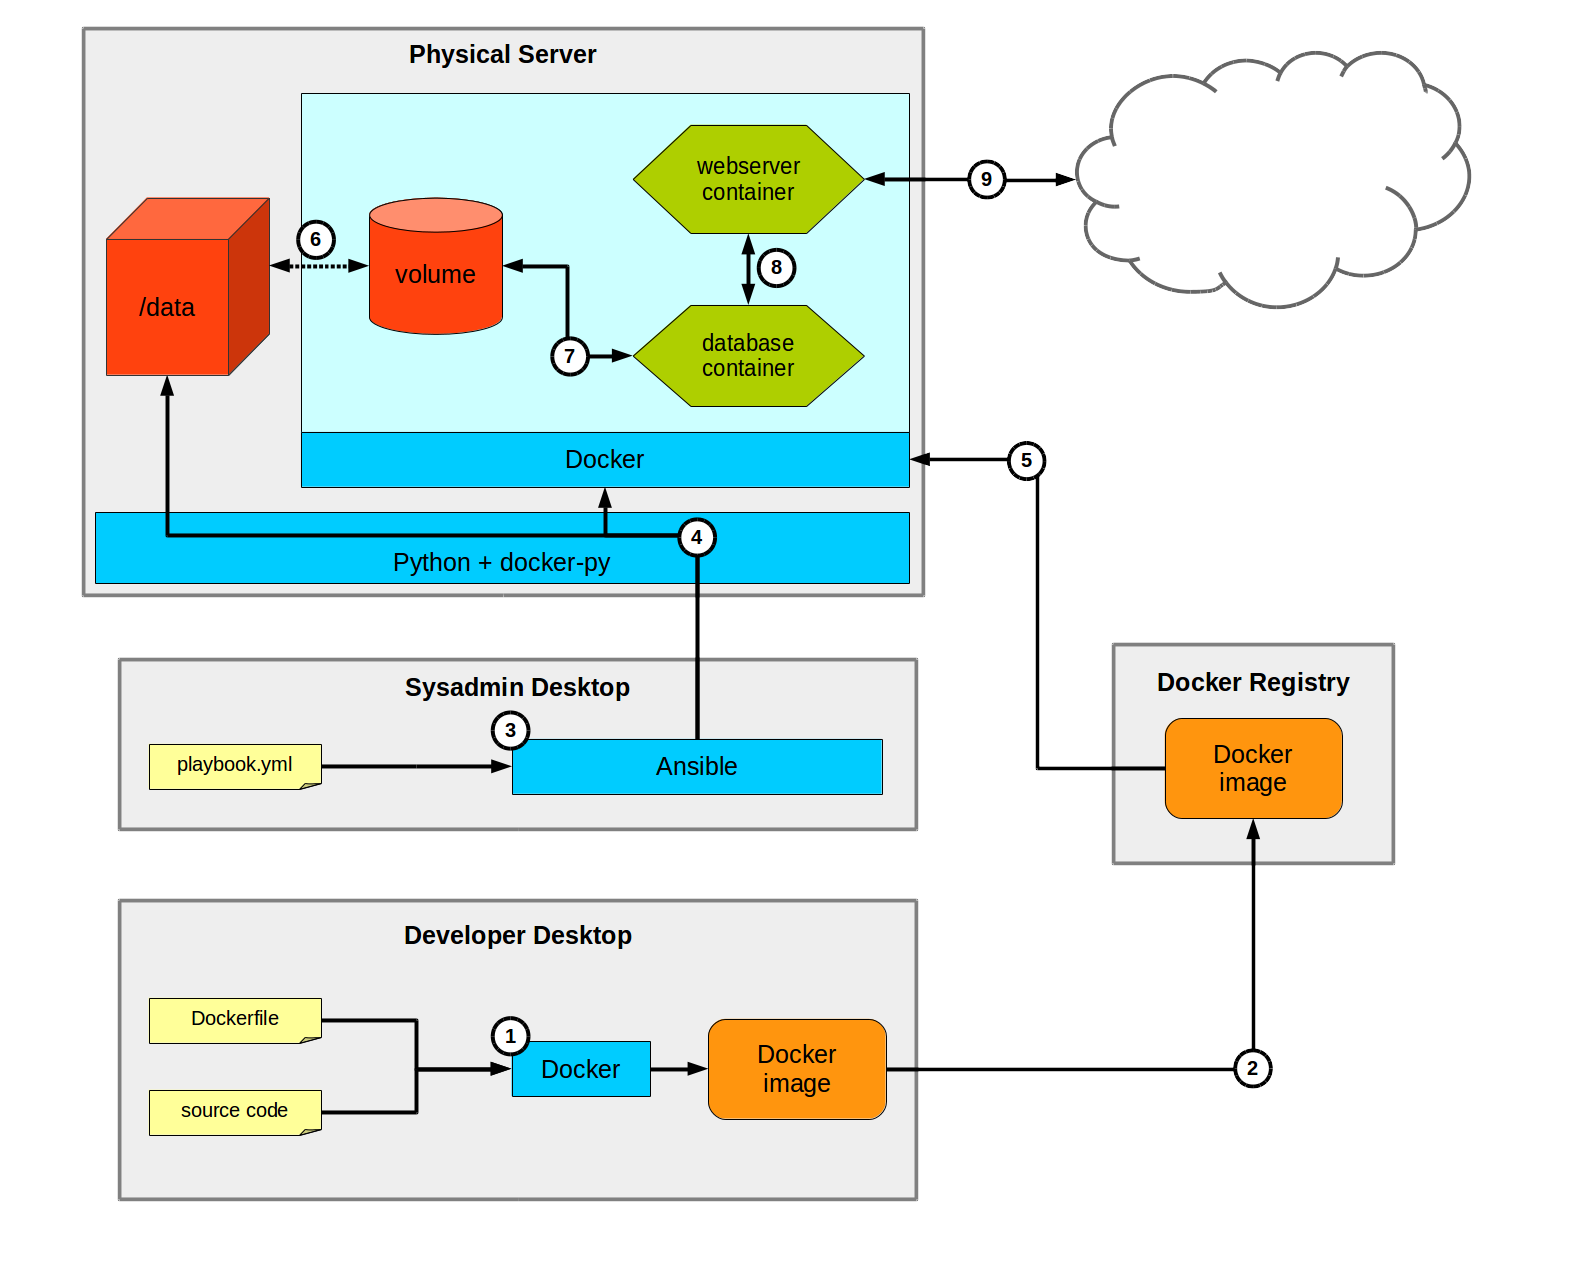 Physical Server
webserver
container
9
6
/data
volume
8
7
database
container
Docker
5
4
Python + docker-py
Sysadmin Desktop
3
playbook.yml
Ansible
Docker Registry
Docker
image
Developer Desktop
Dockerfile
source code
1
Docker
Docker
image
2